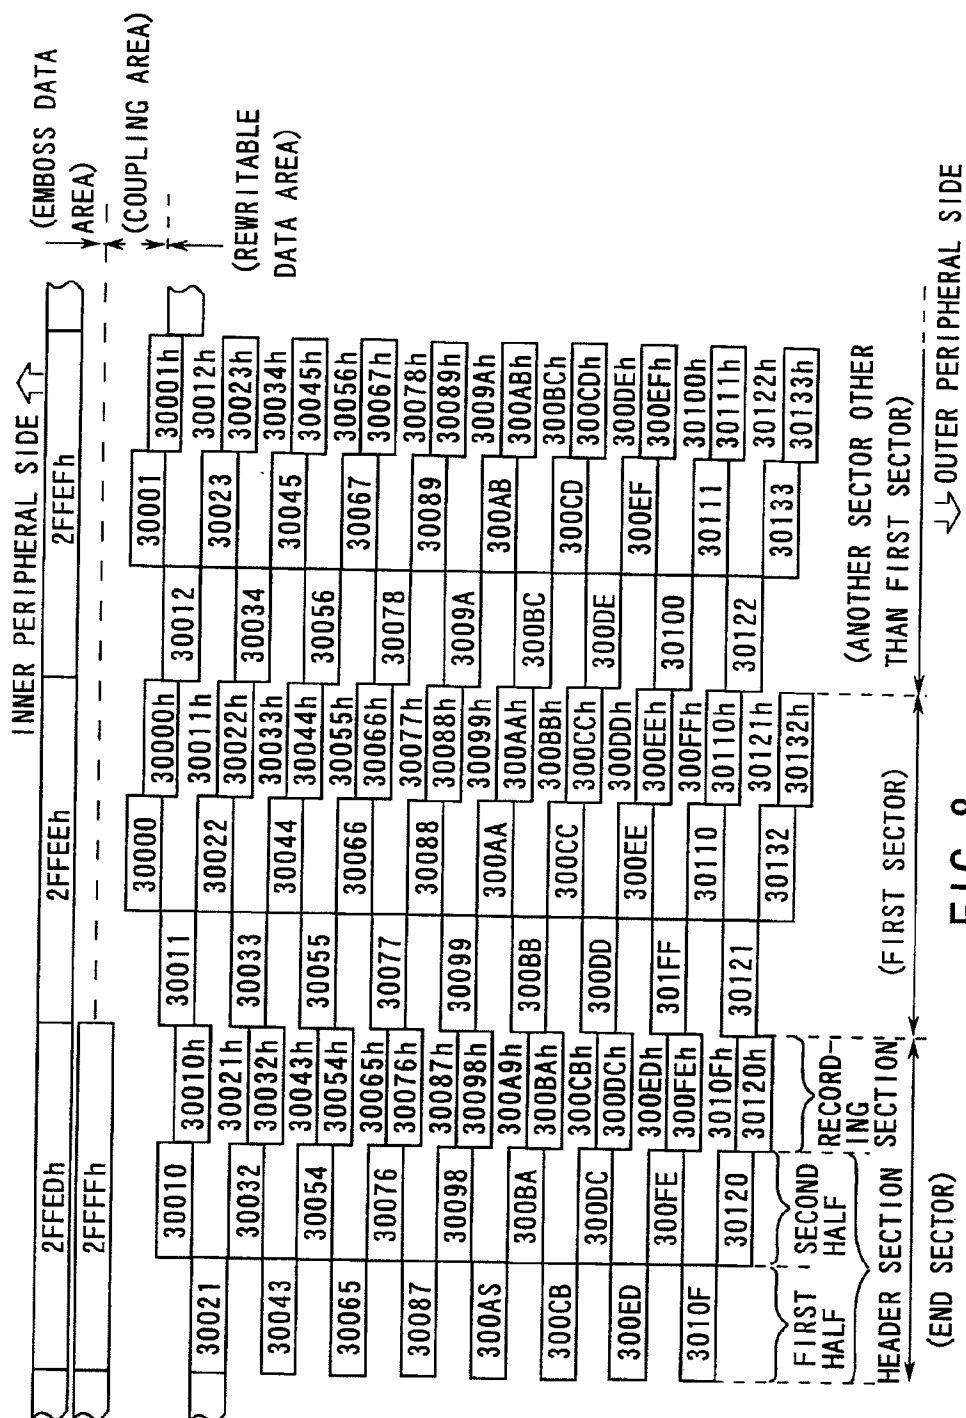 INNER PERIPHERAL SIDE
(EMBOSS DATA
AREA)
(COUPLING AREA)
(REWRITABLE
DATA AREA)
2FFEDh
2FFEEh
2FFEFh
2FFFFh
30021
30043
30065
30087
300AS
300CB
300ED
3010F
30010
30032
30054
30076
30098
300BA
300DC
300FE
30120
30010h
30021h
30032h
30043h
30054h
30065h
30076h
30087h
30098h
300A9h
300BAh
300CBh
300DCh
300EDh
300FEh
3010Fh
30120h
30011
30033
30055
30077
30099
300BB
300DD
301FF
30121
30000
30022
30044
30066
30088
300AA
300CC
300EE
30110
30132
30000h
30011h
30022h
30033h
30044h
30055h
30066h
30077h
30088h
30099h
300AAh
300BBh
300CCh
300DDh
300EEh
300FFh
30110h
30121h
30132h
30012
30034
30056
30078
3009A
300BC
300DE
30100
30122
30001
30023
30045
30067
30089
300AB
300CD
300EF
30111
30133
30001h
30012h
30023h
30034h
30045h
30056h
30067h
30078h
30089h
3009Ah
300ABh
300BCh
300CDh
300DEh
300EFh
30100h
30111h
30122h
30133h
FIRST
HALF
SECOND
HALF
RECORD-
ING
SECTION
HEADER SECTION
(END SECTOR)
(FIRST SECTOR)
(ANOTHER SECTOR OTHER
THAN FIRST SECTOR)
OUTER PERIPHERAL SIDE